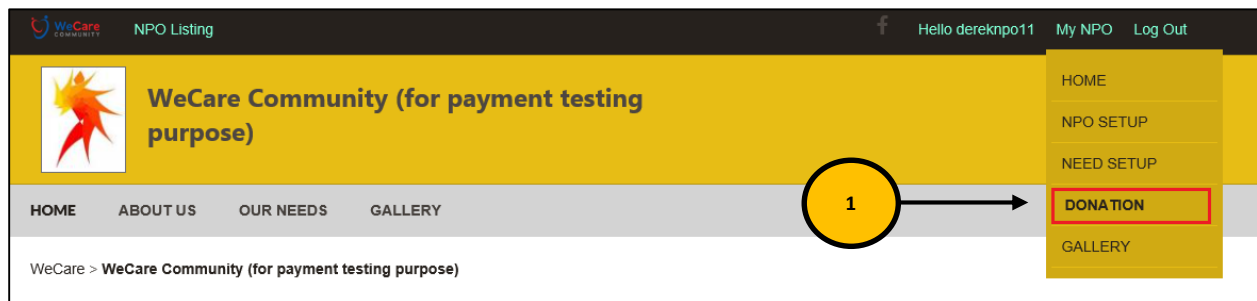 WeCare
COMMUNITY
NPO Listing
f
Hello dereknpo11
My NPO
Log Out
WeCare Community (for payment testing
purpose)
HOME
NPO SETUP
NEED SETUP
DONATION
GALLERY
1
HOME
ABOUT US
OUR NEEDS
GALLERY
WeCare > WeCare Community (for payment testing purpose)